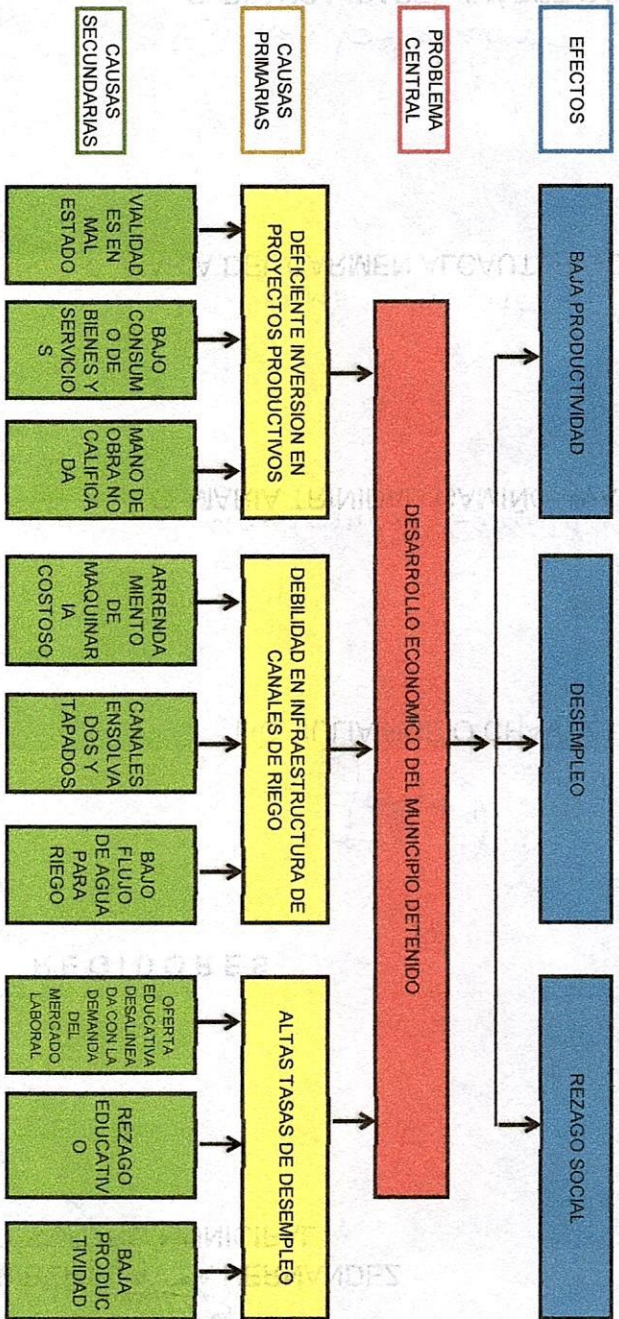 EFECTOS
BAJA PRODUCTIVIDAD
DESEMPLEO
REZAGO SOCIAL
PROBLEMA
CENTRAL
DESARROLLO ECONOMICO DEL MUNICIPIO DETENIDO
CAUSAS
PRIMARIAS
DEFICIENTE INVERSION EN
PROYECTOS PRODUCTIVOS
DEBILIDAD EN INFRAESTRUCTURA DE
CANALES DE RIEGO
ALTAS TASAS DE DESEMPLEO
CAUSAS
SECUNDARIAS
VIALIDAD
ES EN
MAL
ESTADO
BAJO
CONSUM
O DE
BIENES Y
SERVICIO
S
MANO DE
OBRA NO
CALIFICA
DA
ARRENDA
MIENTO
DE
MAQUINAR
IA
COSTOSO
CANALES
ENSOLVA
DOS Y
TAPADOS
BAJO
FLUJO
DE AGUA
PARA
RIEGO
OFERTA
EDUCATIVA
DESALINEA
DA CON LA
DEMANDA
DEL
MERCADO
LABORAL
REZAGO
EDUCATIV
O
BAJA
PRODUC
TIVIDAD
REGIDORES